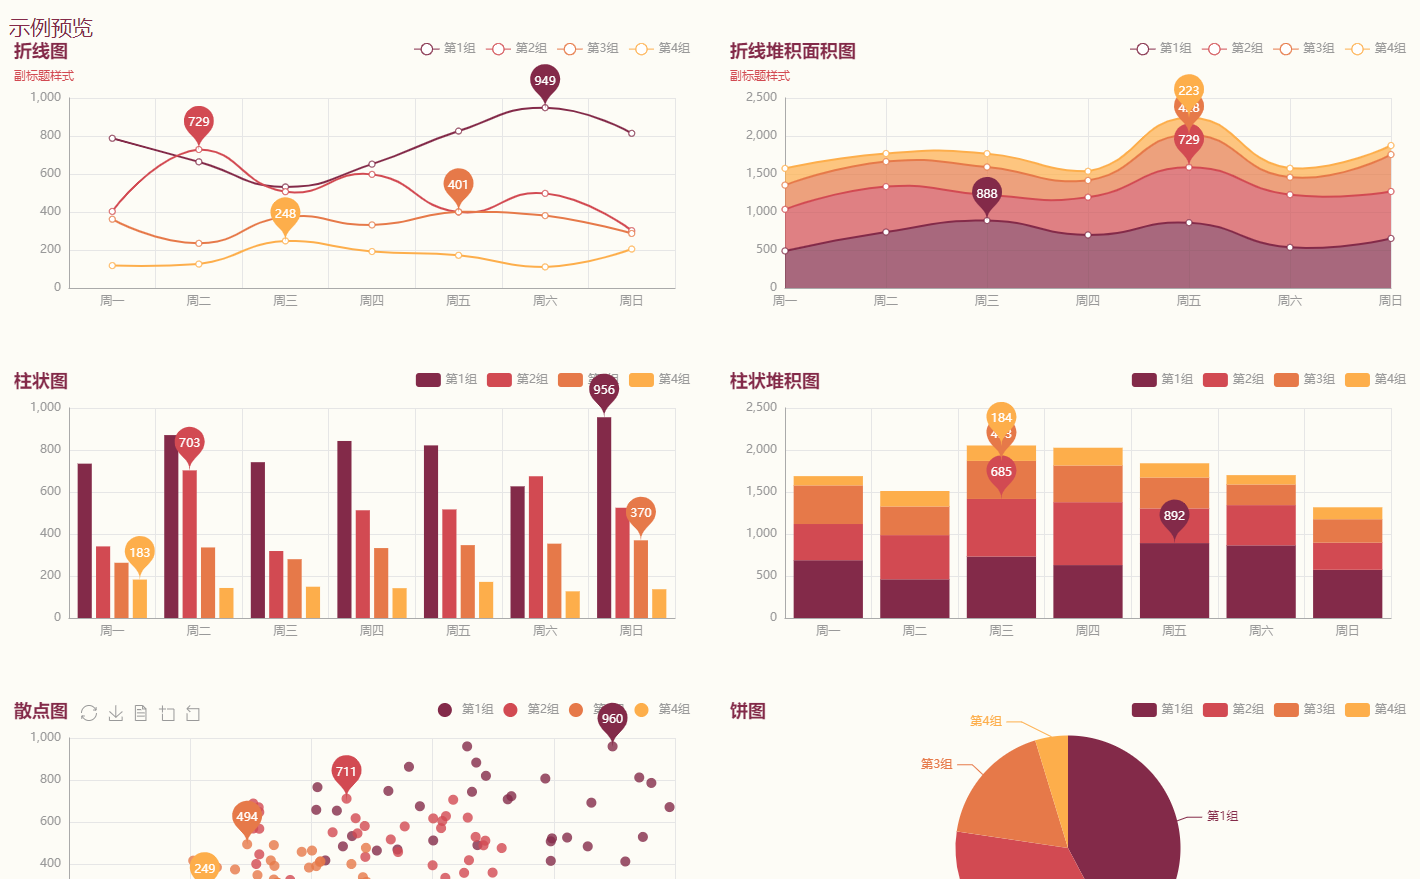 示例预览
折线图
第1组 第2组 第3组 第4组
副标题样式
1,000
800
600
400
200
0
周一 周二 周三 周四 周五 周六 周日
729
949
401
248
折线堆积面积图
第1组 第2组 第3组 第4组
副标题样式
2,500
2,000
1,500
1,000
500
0
周一 周二 周三 周四 周五 周六 周日
223
729
888
柱状图
第1组 第2组 第4组
1,000
800
600
400
200
0
周一 周二 周三 周四 周五 周六 周日
956
703
370
183
柱状堆积图
第1组 第2组 第3组 第4组
2,500
2,000
1,500
1,000
500
0
周一 周二 周三 周四 周五 周六 周日
184
685
892
散点图
第1组 第2组 第4组
1,000
800
600
400
960
711
494
249
饼图
第1组 第2组 第3组 第4组
第4组
第3组
第1组